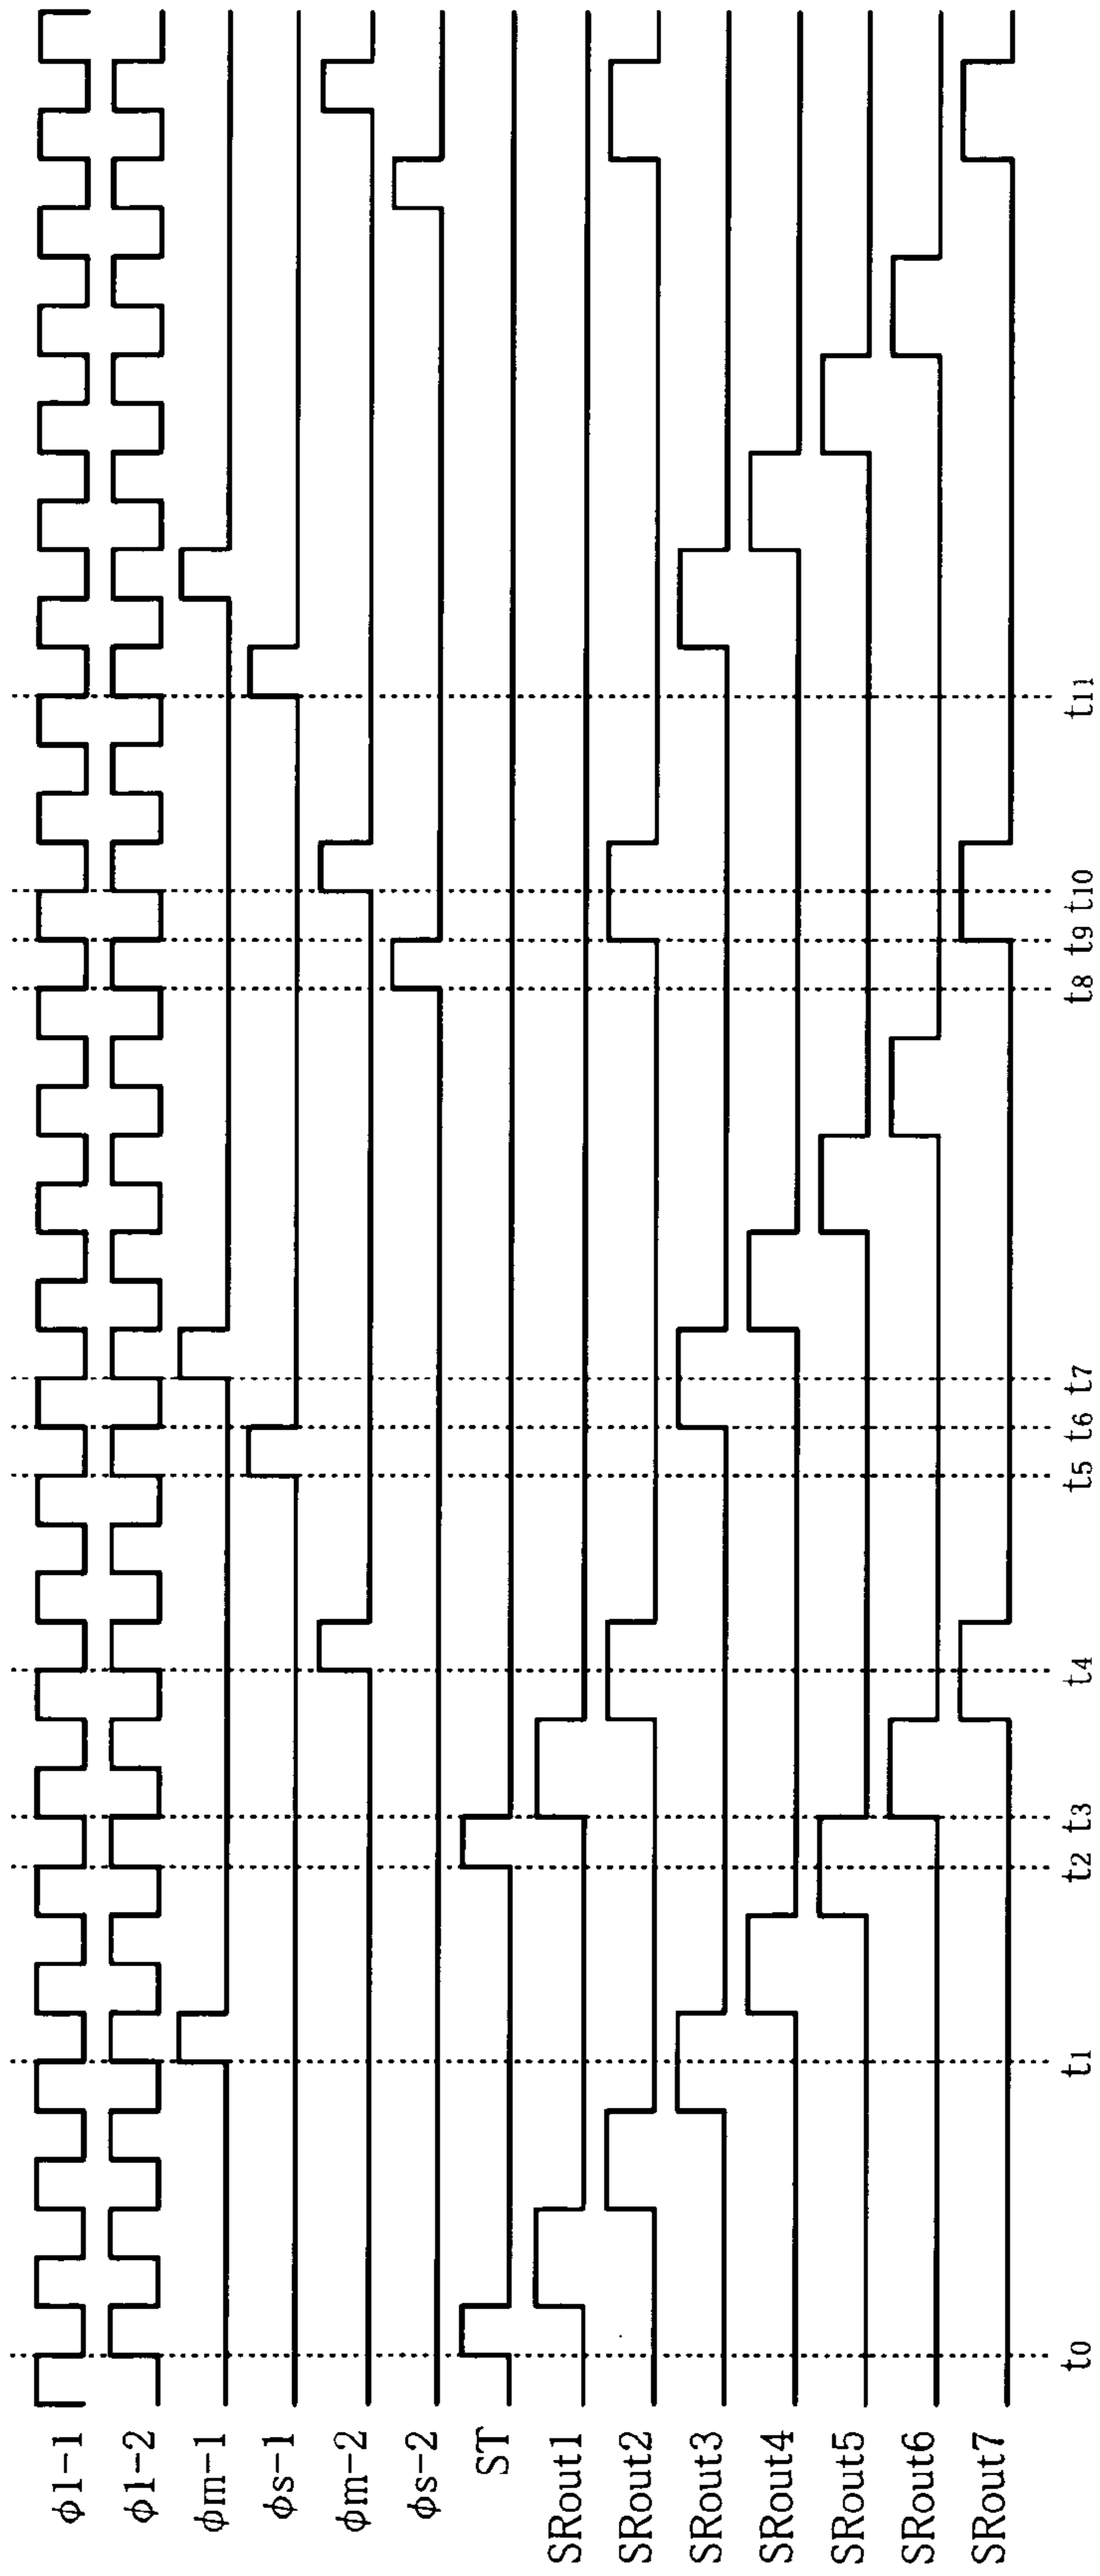 φ1-1
φ1-2
φm-1
φs-1
φm-2
φs-2
ST
SRout1
SRout2
SRout3
SRout4
SRout5
SRout6
SRout7
t0
t1
t2
t3
t4
t5
t6
t7
t8
t9
t10
t11